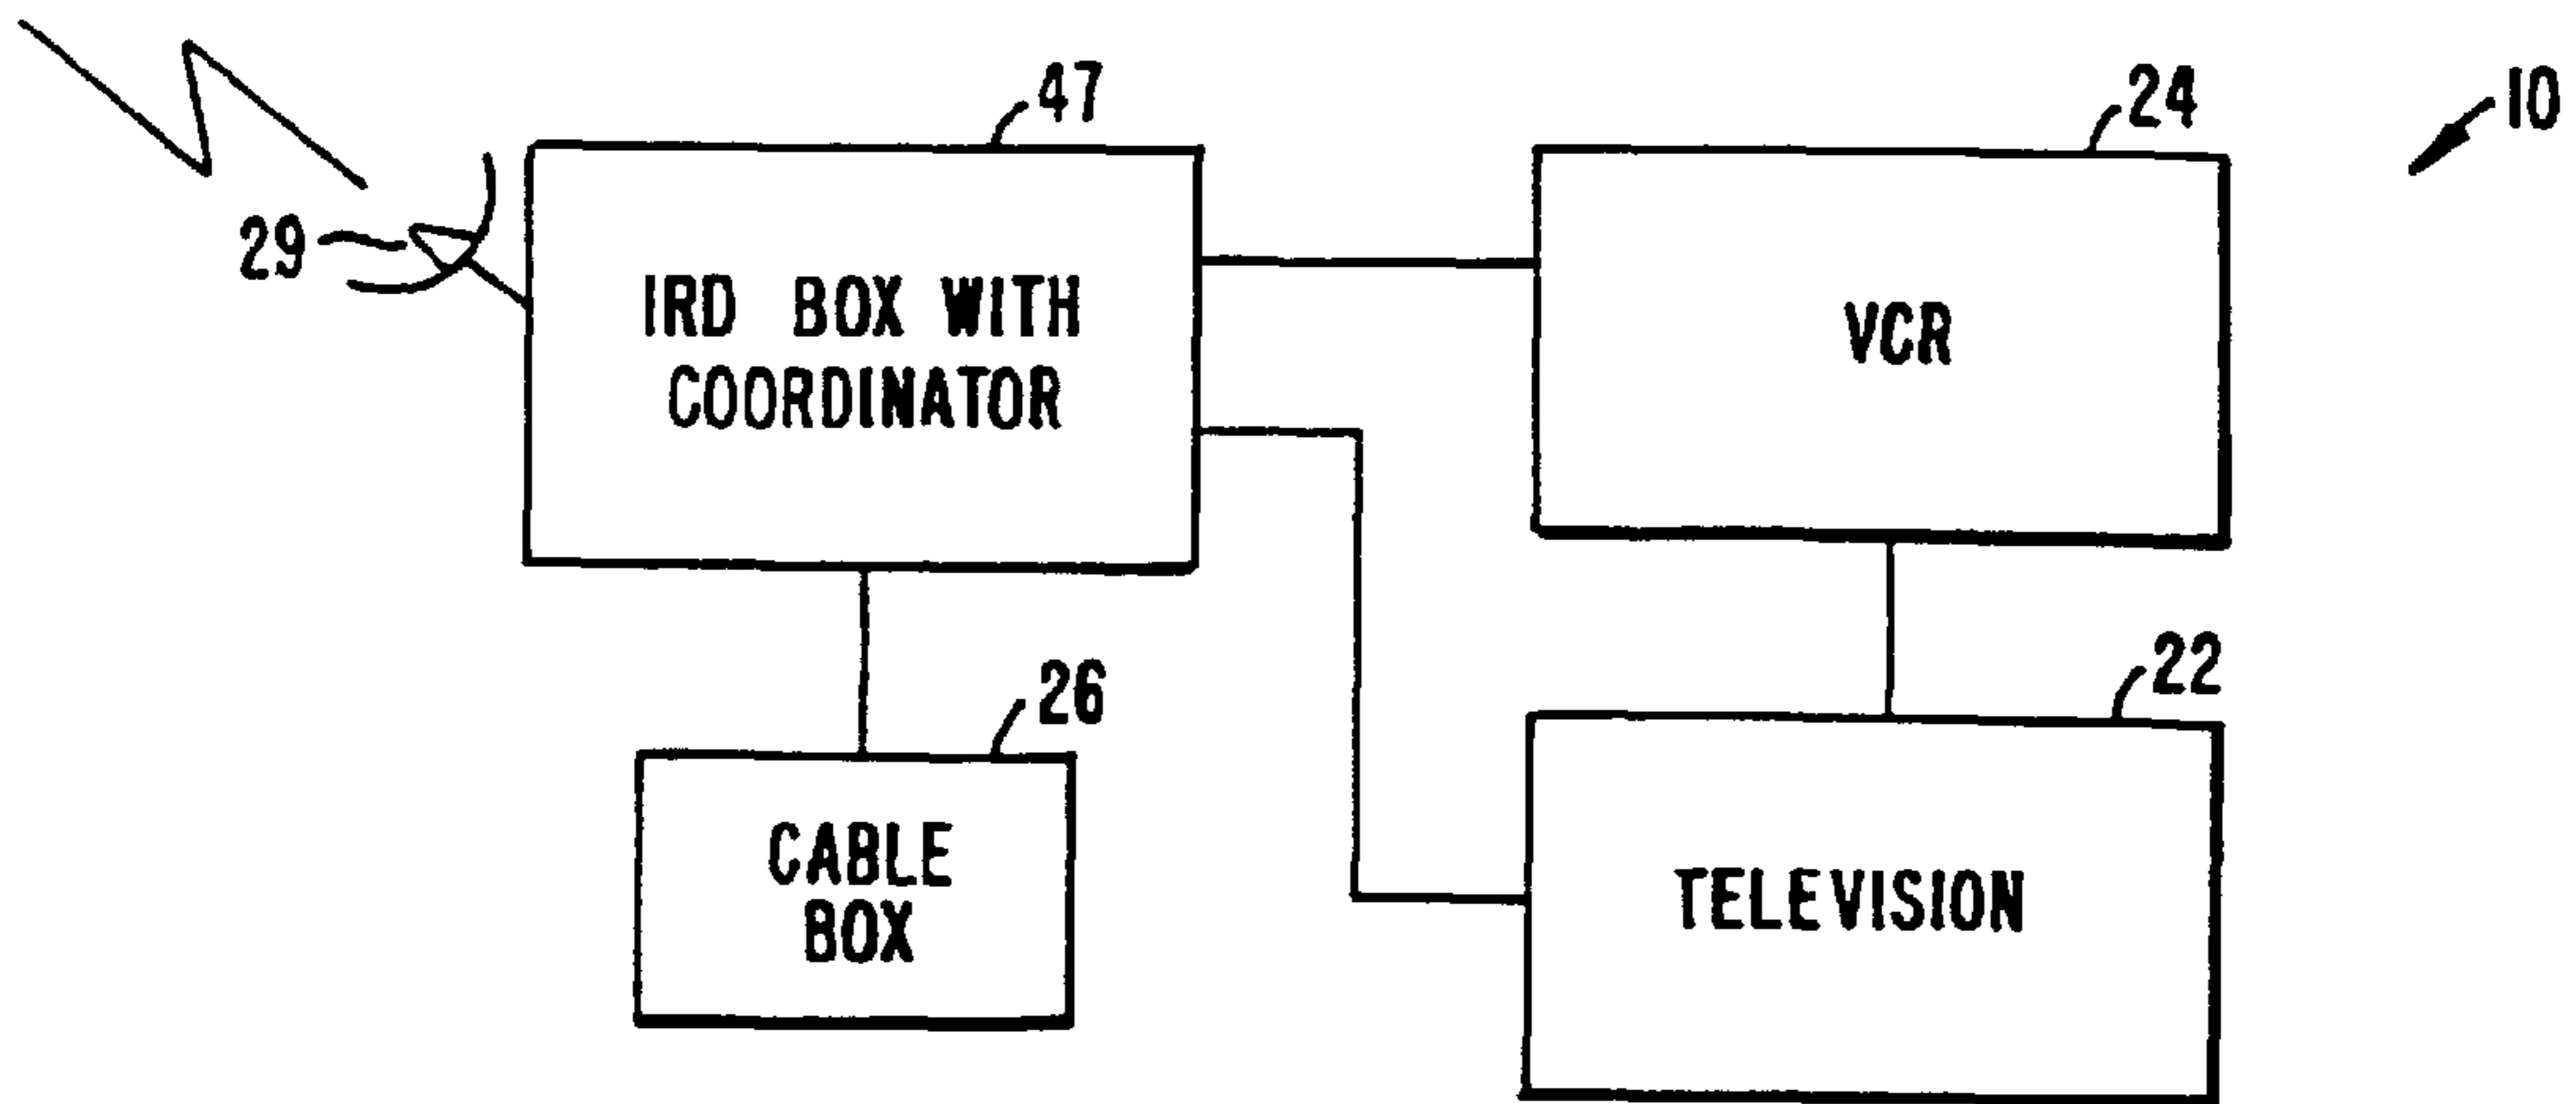 47
24
10
29
IRD BOX WITH
COORDINATOR
VCR
26
22
CABLE
BOX
TELEVISION